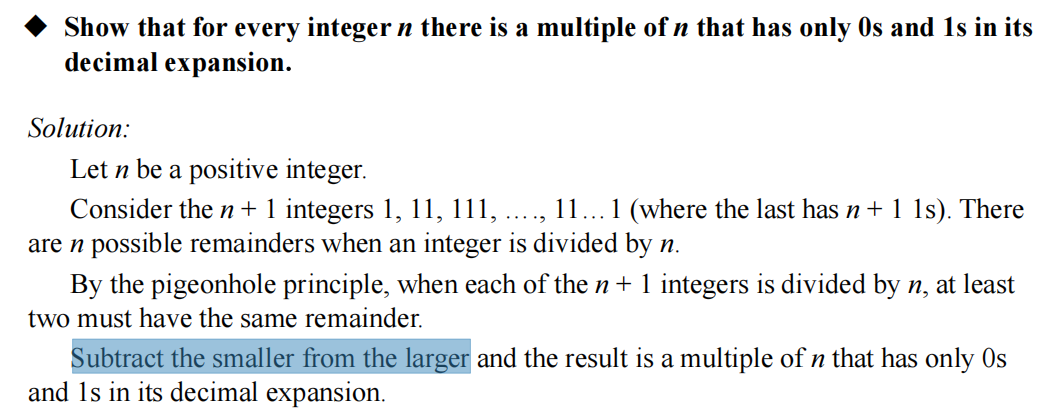 ◆ Show that for every integer n there is a multiple of n that has only 0s and 1s in its
decimal expansion.
Solution:
Let n be a positive integer.
Consider the n + 1 integers 1, 11, 111, …., 11…1 (where the last has n + 1 1s). There
are n possible remainders when an integer is divided by n.
By the pigeonhole principle, when each of the n + 1 integers is divided by n, at least
two must have the same remainder.
Subtract the smaller from the larger and the result is a multiple of n that has only 0s
and 1s in its decimal expansion.